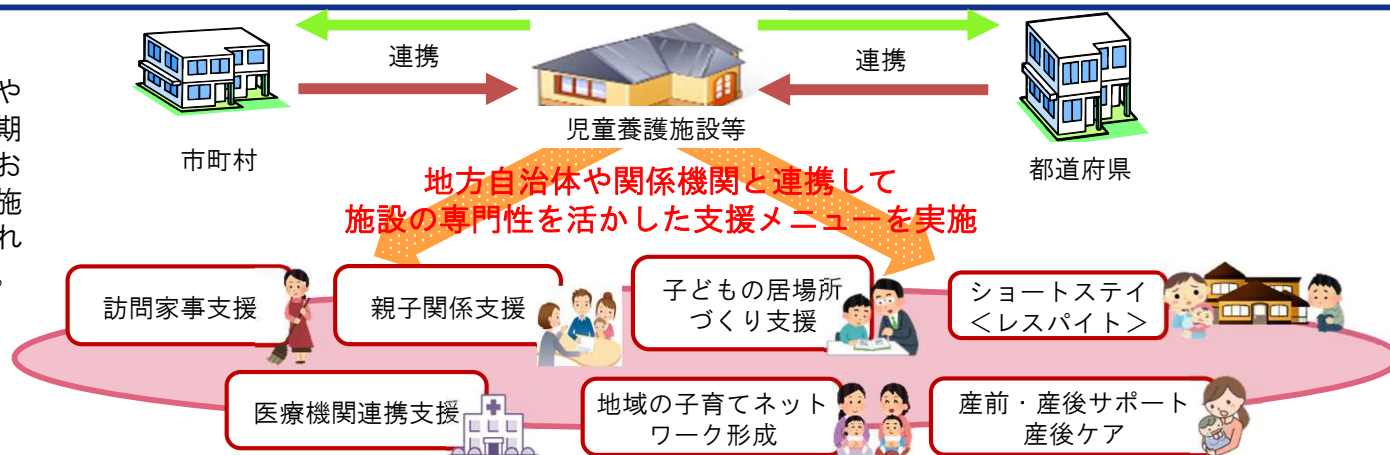 連携
連携
や
期
お
施
れ
。
市町村
児童養護施設等
都道府県
地方自治体や関係機関と連携して
施設の専門性を活かした支援メニューを実施
訪問家事支援
親子関係支援
子どもの居場所
づくり支援
ショートステイ
<レスパイト>
医療機関連携支援
地域の子育てネット
ワーク形成
産前・産後サポート
産後ケア